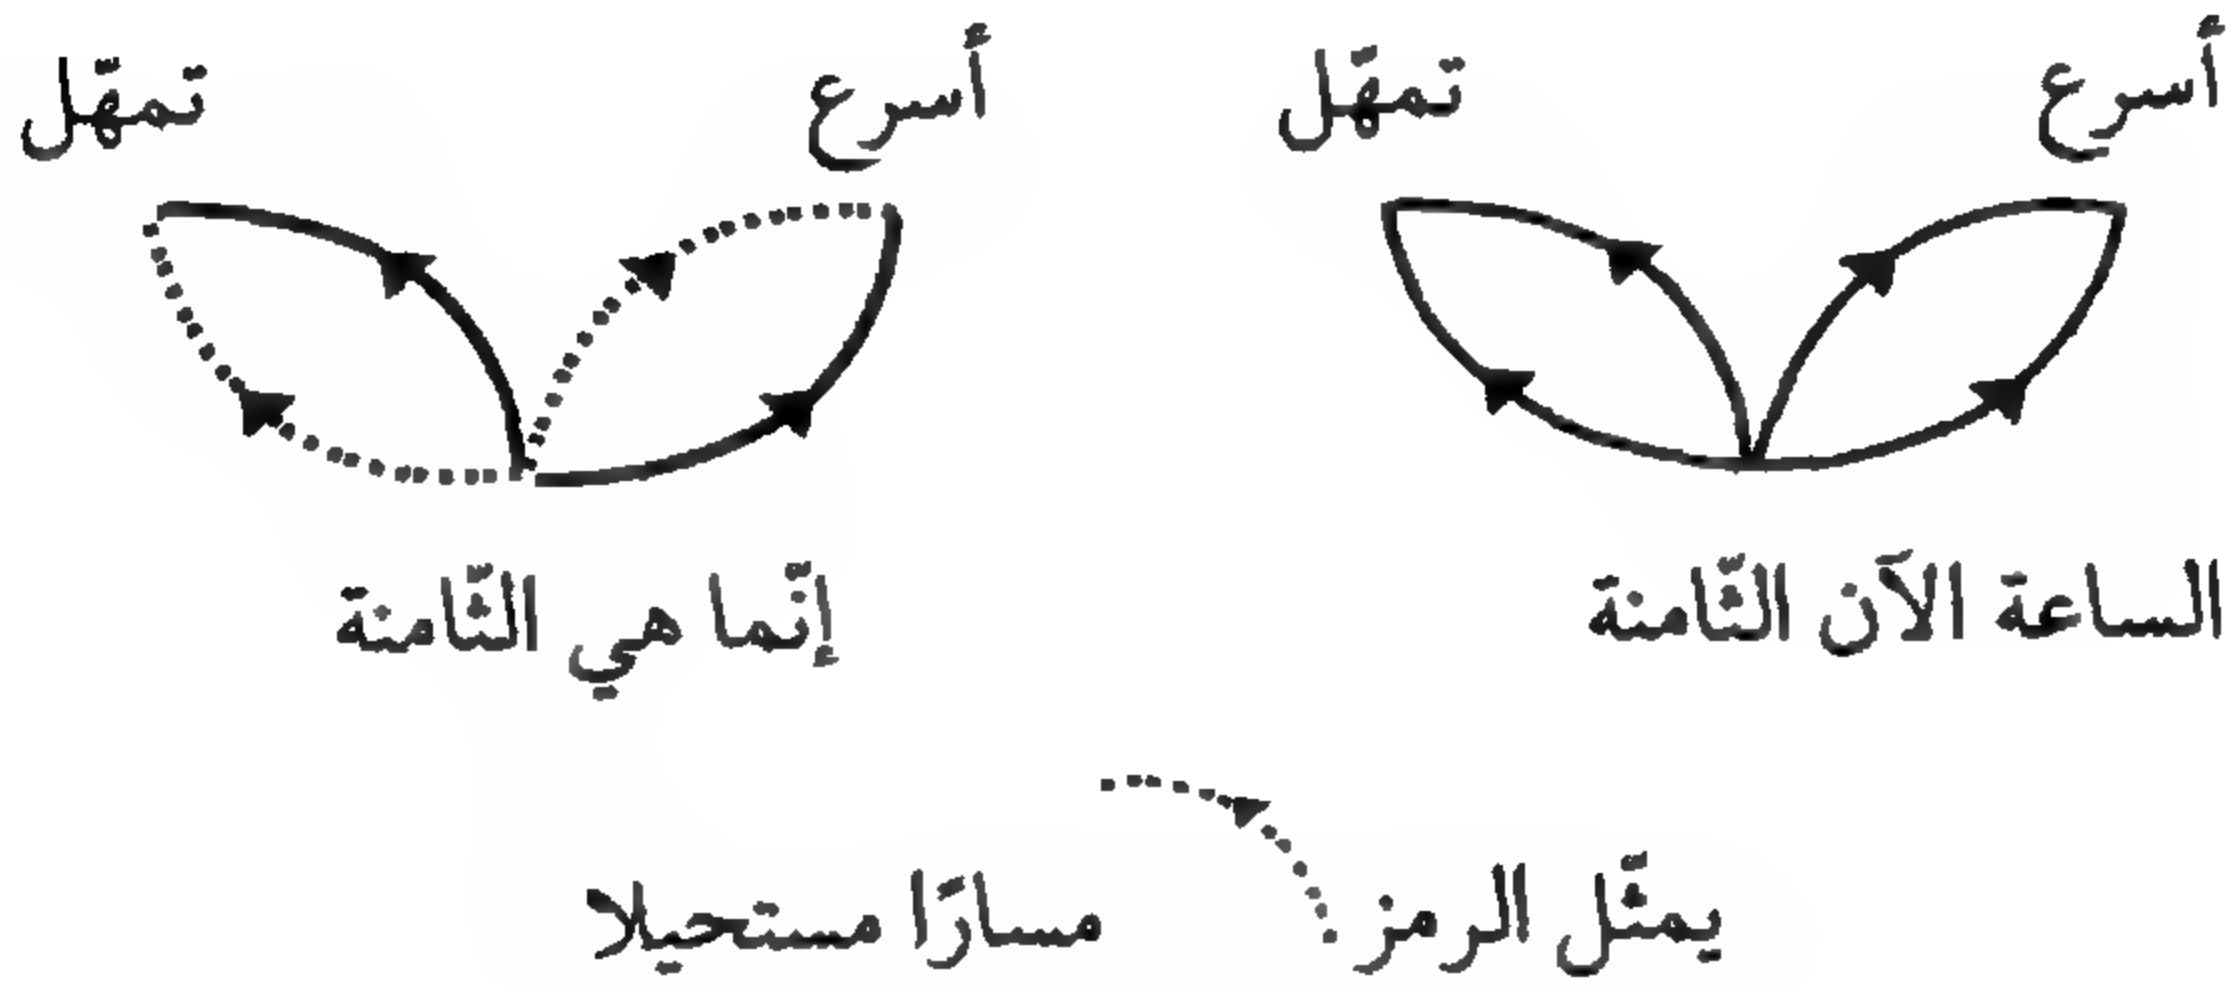 أسرع
تمهّل
أسرع
تمهّل
الساعة الآن الثّامنة
إنّما هي الثّامنة
يمثّل الرمز مسارًا مستحيلا